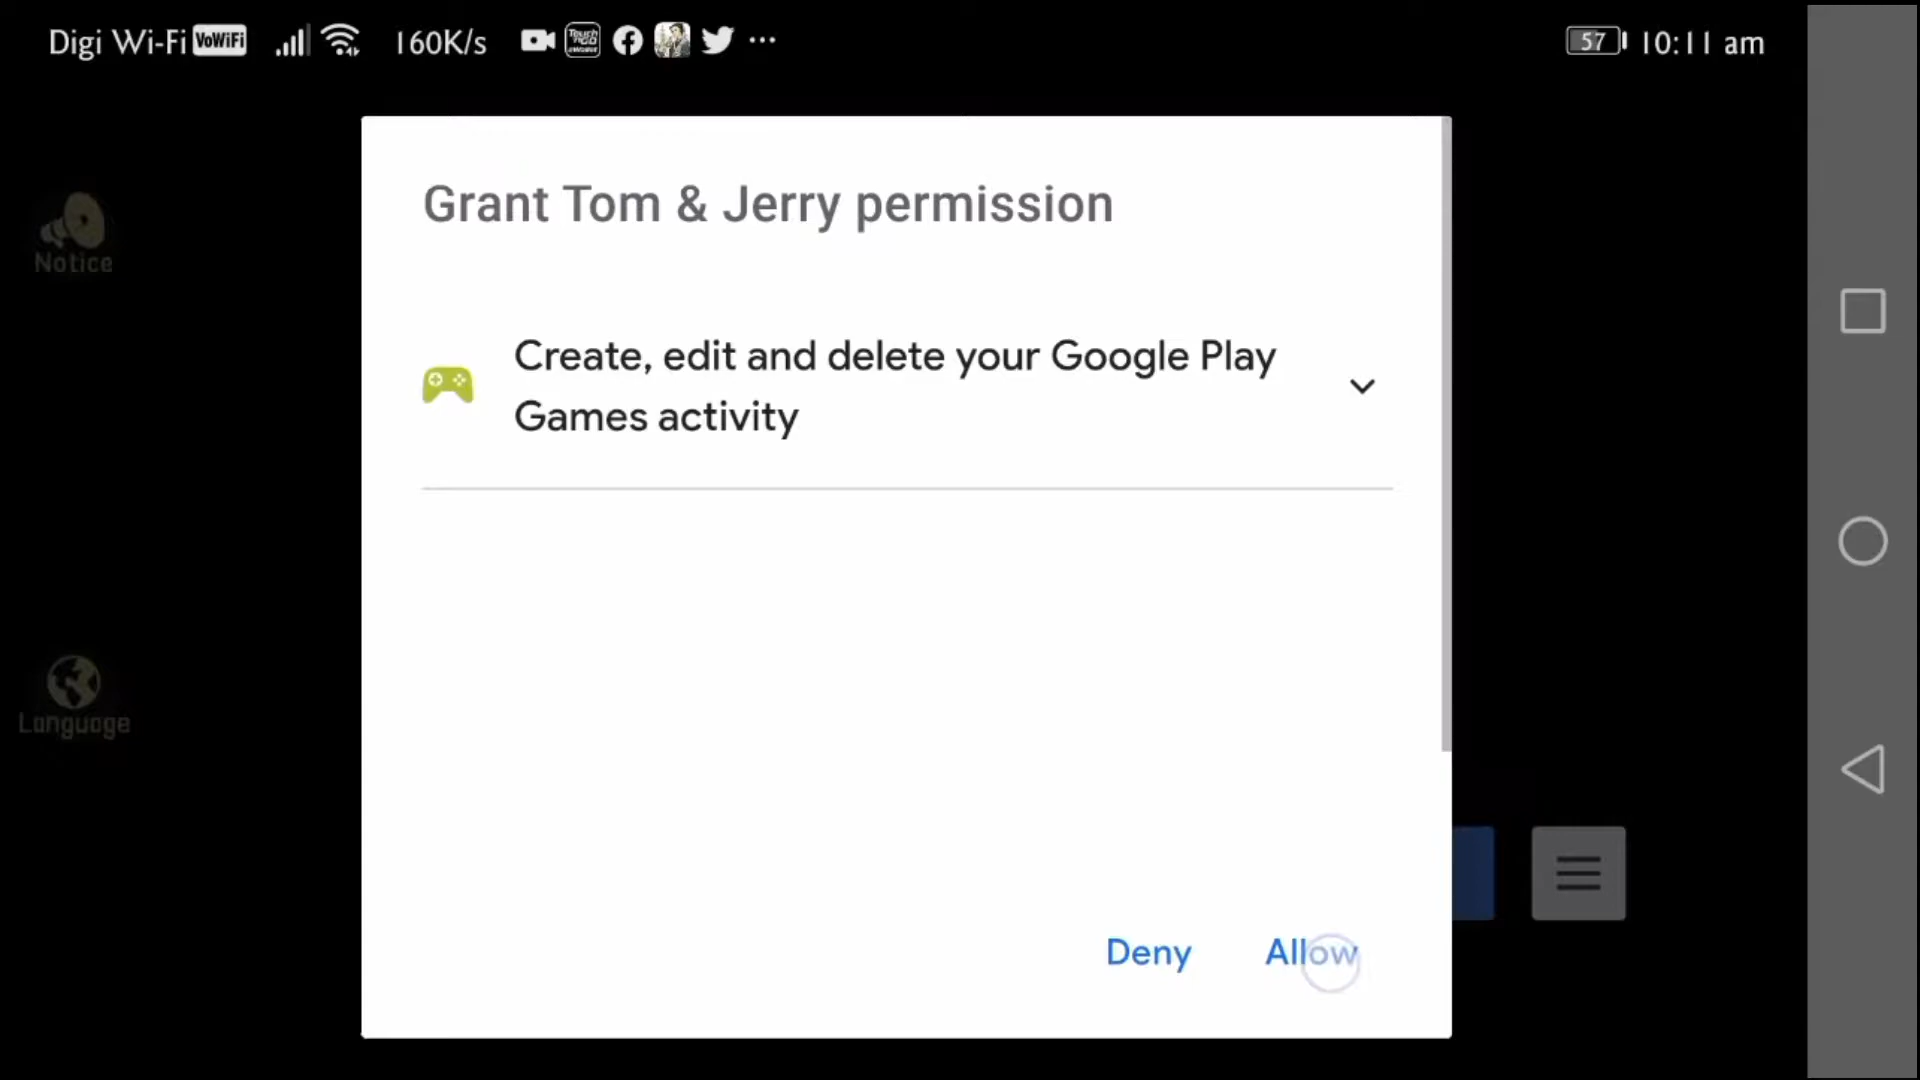 Digi Wi-Fi VoWiFi 160K/s 57 10:11 am
Notice
Grant Tom & Jerry permission
Create, edit and delete your Google Play
Games activity
Language
Deny Allow